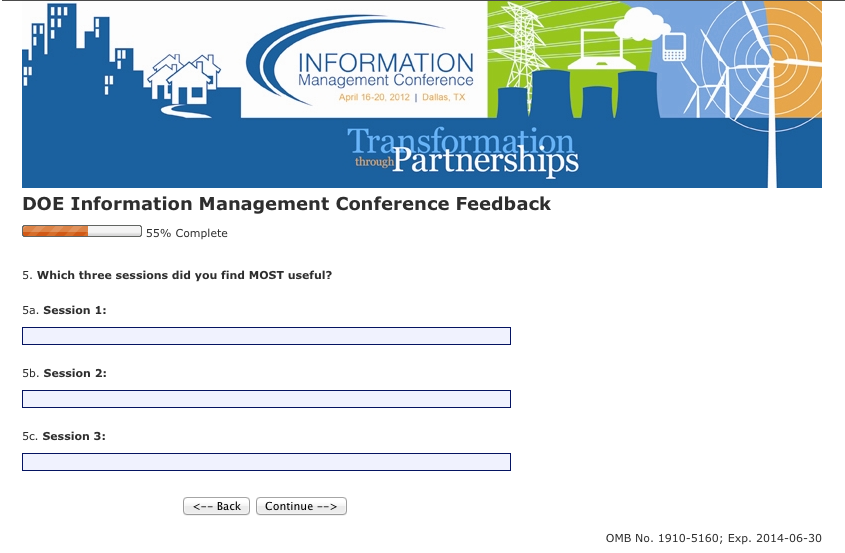 INFORMATION
Management Conference
April 16-20, 2012 | Dallas, TX
Transformation
through Partnerships
DOE Information Management Conference Feedback
55% Complete
5. Which three sessions did you find MOST useful?
5a. Session 1:
5b. Session 2:
5c. Session 3:
<-- Back Continue -->
OMB No. 1910-5160; Exp. 2014-06-30